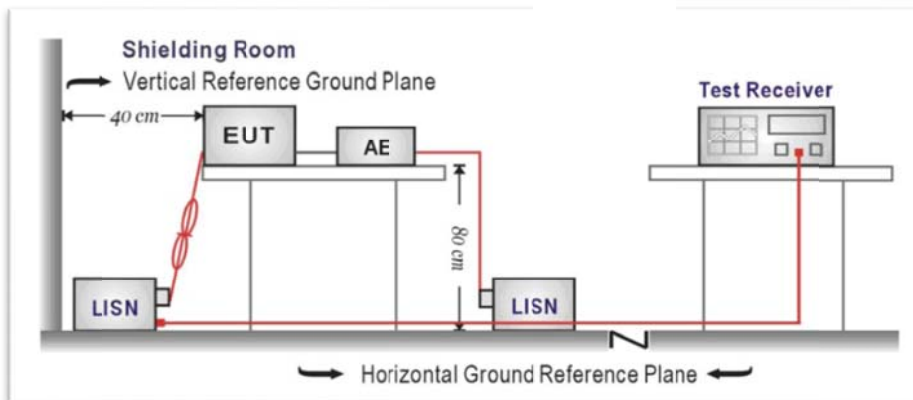 Shielding Room
Vertical Reference Ground Plane
Test Receiver
40 cm
EUT
AE
80 cm
LISN
LISN
Horizontal Ground Reference Plane